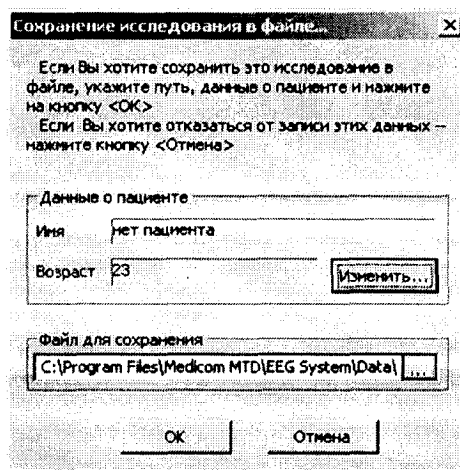 Сохранение исследования в файле...
Если Вы хотите сохранить это исследование в
файле, укажите путь, данные о пациенте и нажмите
на кнопку <OK>
Если Вы хотите отказаться от записи этих данных –
нажмите кнопку <Отмена>
Данные о пациенте
Имя нет пациента
Возраст 23 Изменить...
Файл для сохранения
C:\Program Files\Medicom MTD\EEG System\Data\ ...
OK Отмена